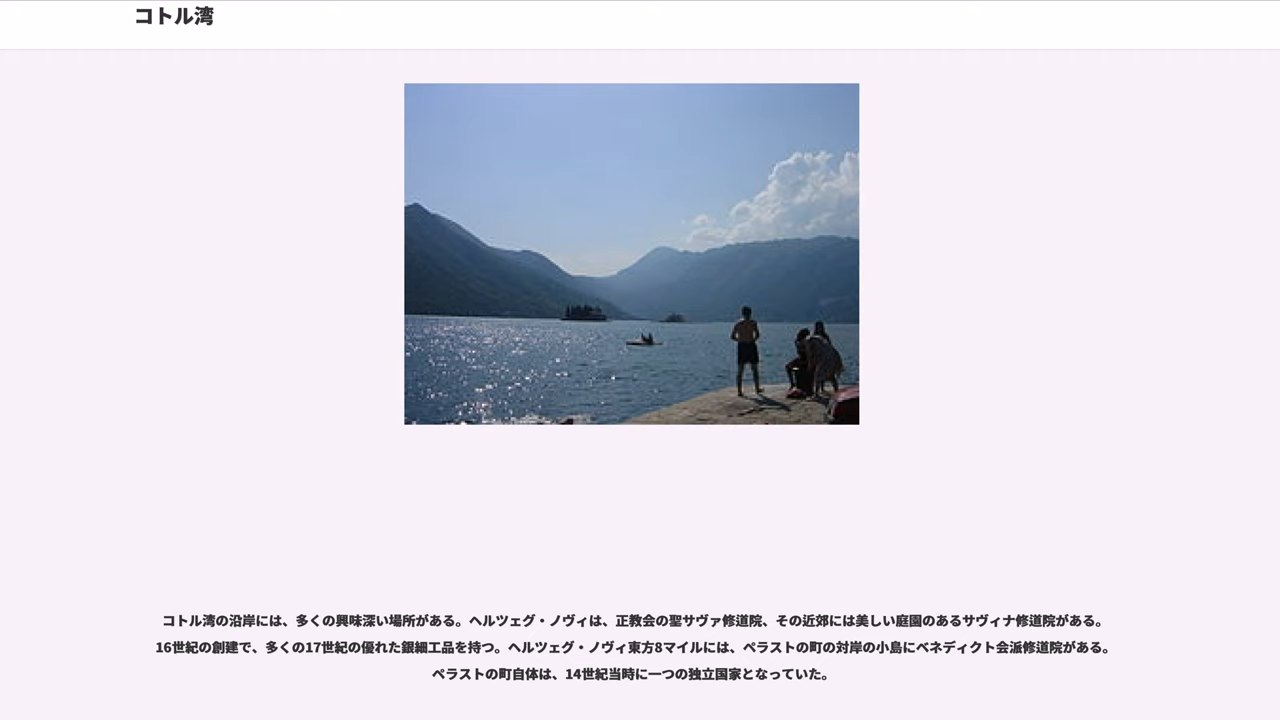 コトル湾
コトル湾の沿岸には、多くの興味深い場所がある。ヘルツェグ・ノヴィは、正教会の聖サヴァ修道院、その近郊には美しい庭園のあるサヴィナ修道院がある。
16世紀の創建で、多くの17世紀の優れた銀細工品を持つ。ヘルツェグ・ノヴィ東方8マイルには、ペラストの町の対岸の小島にベネディクト会派修道院がある。
ペラストの町自体は、14世紀当時に一つの独立国家となっていた。